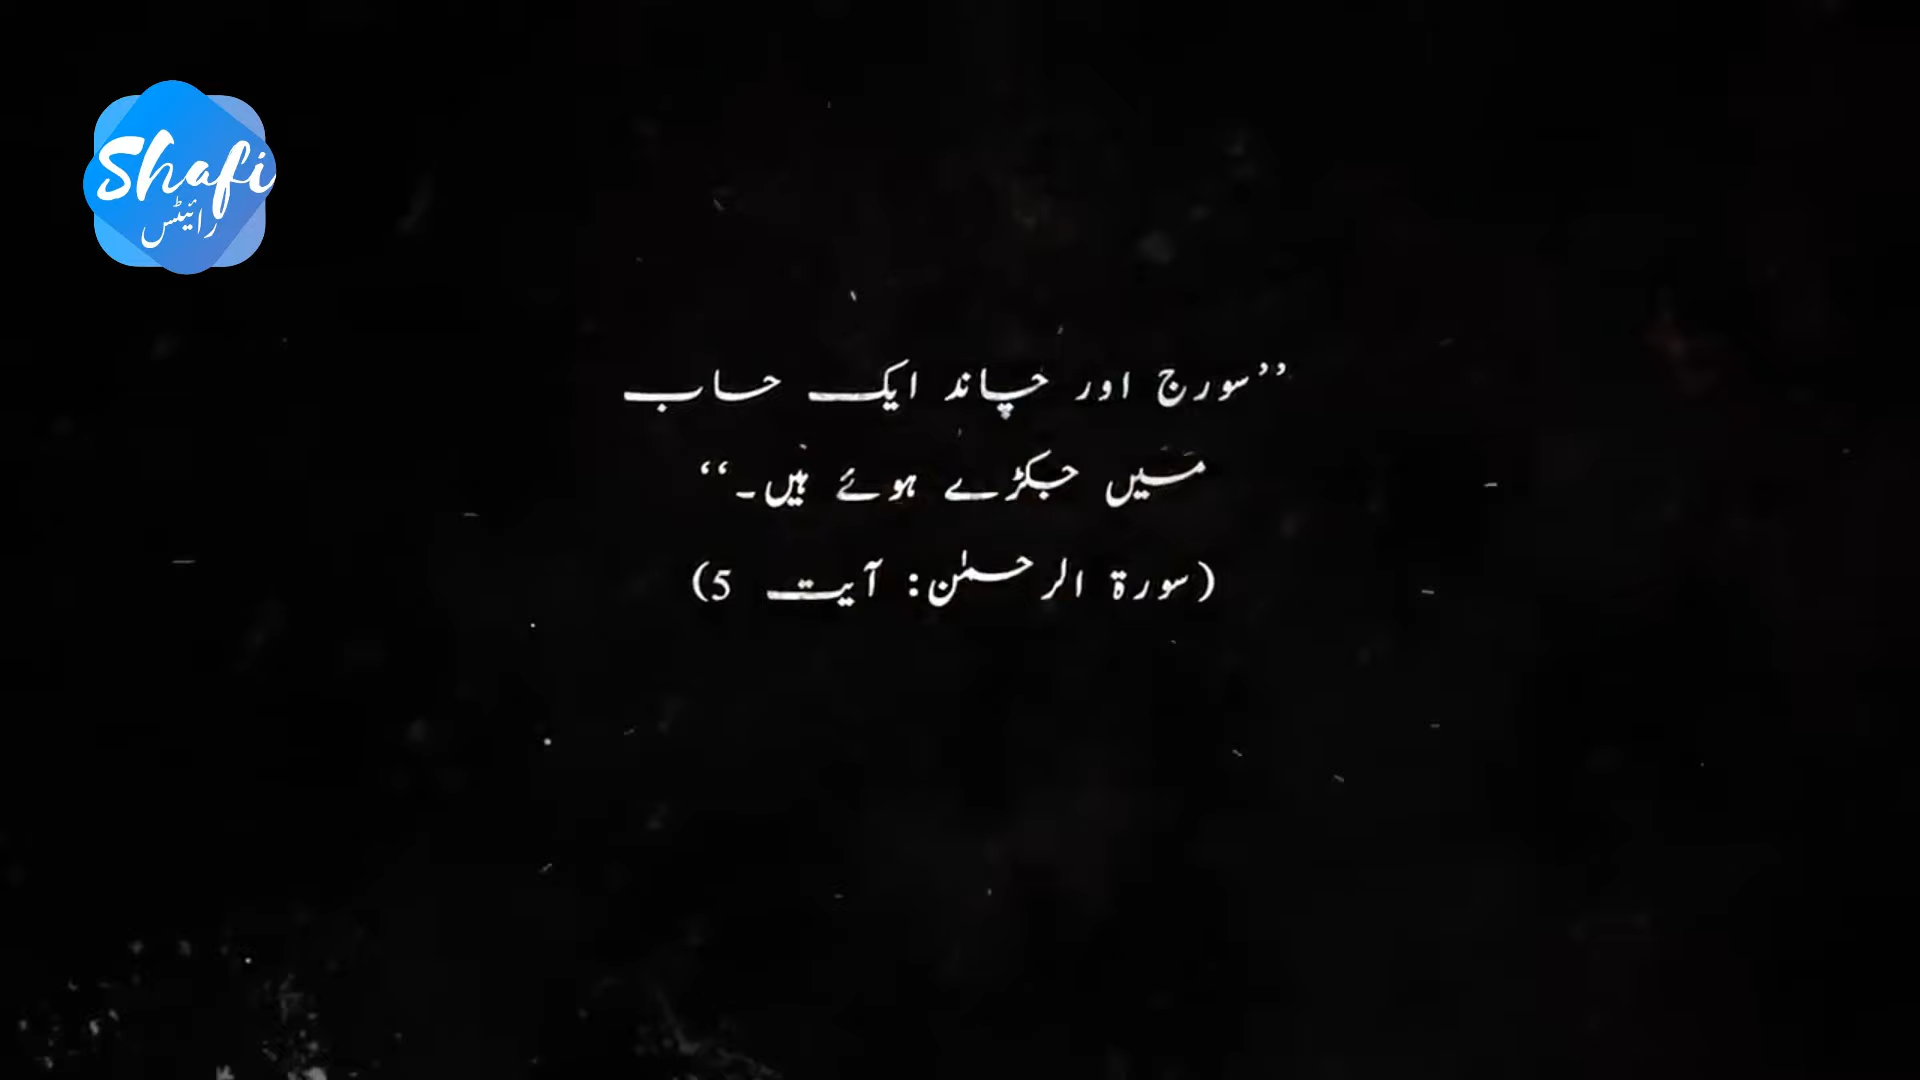 Shafi
رائیٹس
’’سورج اور چاند ایک حساب
میں جکڑے ہوئے ہیں۔‘‘
(سورۃ الرحمٰن: آیت 5)